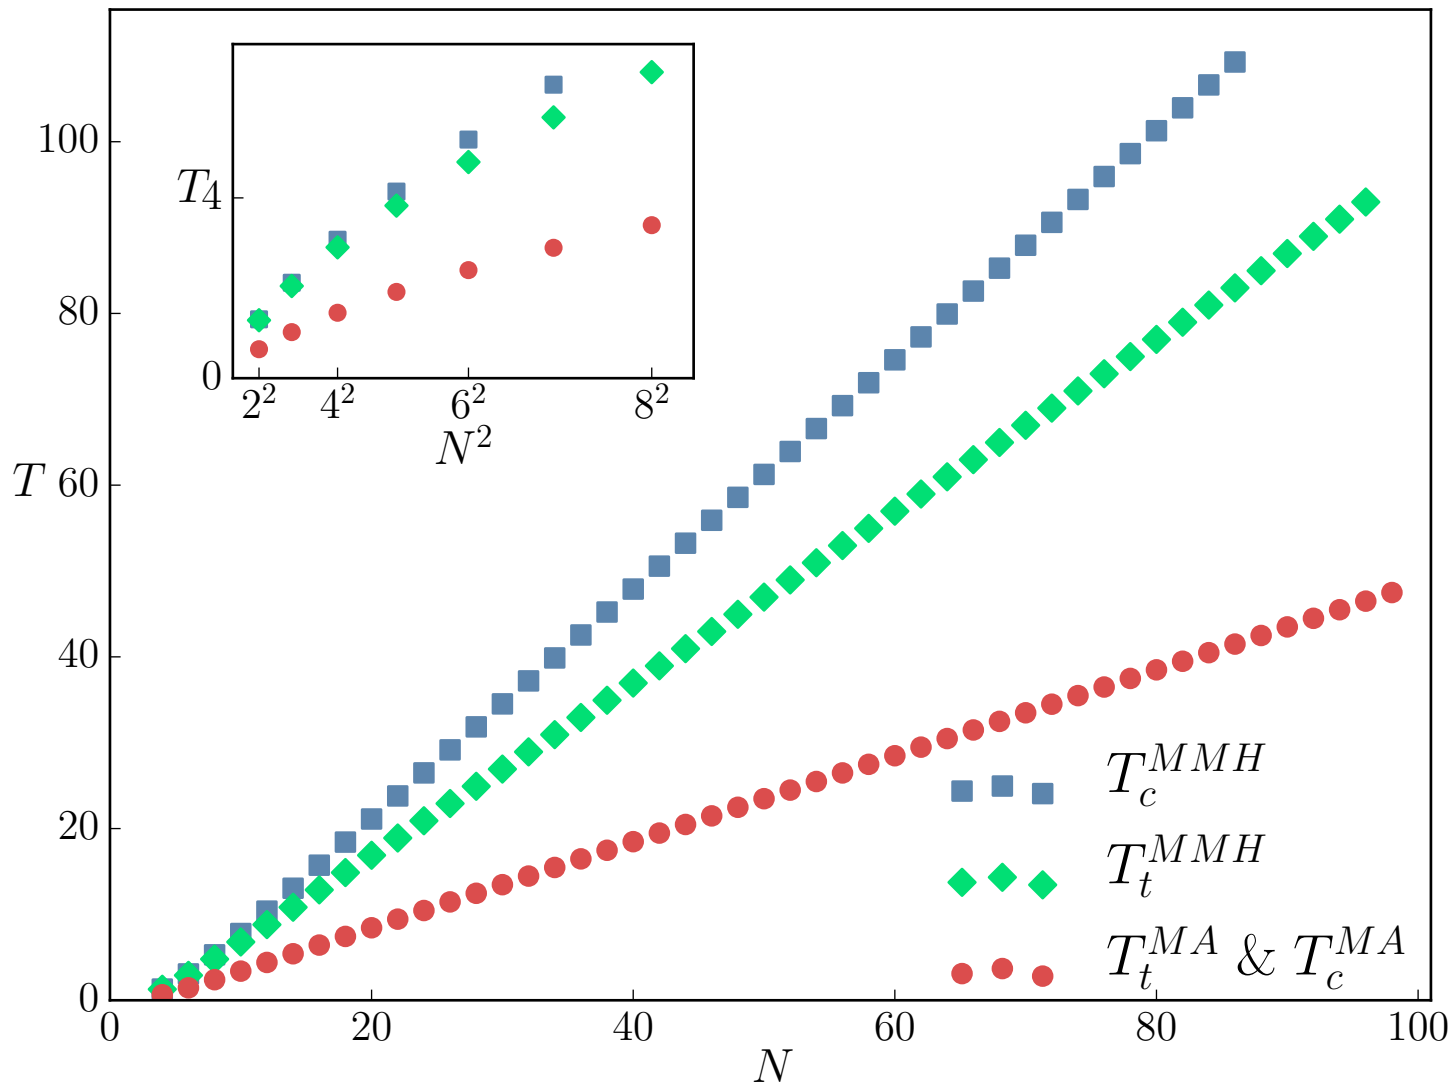 100
80
T 60
40
20
0
0 20 40 60 80 100
N
T 4
0
2² 4² 6² 8²
N²
T_c^{MMH}
T_t^{MMH}
T_t^{MA} & T_c^{MA}